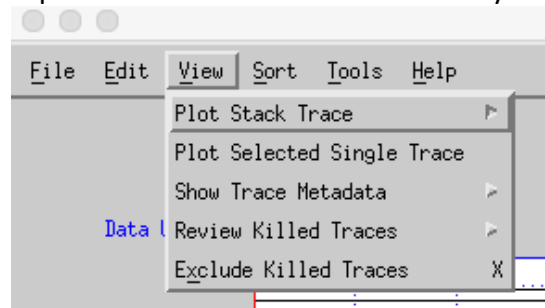 File Edit View Sort Tools Help
Plot Stack Trace
Plot Selected Single Trace
Show Trace Metadata
Data
Review Killed Traces
Exclude Killed Traces X